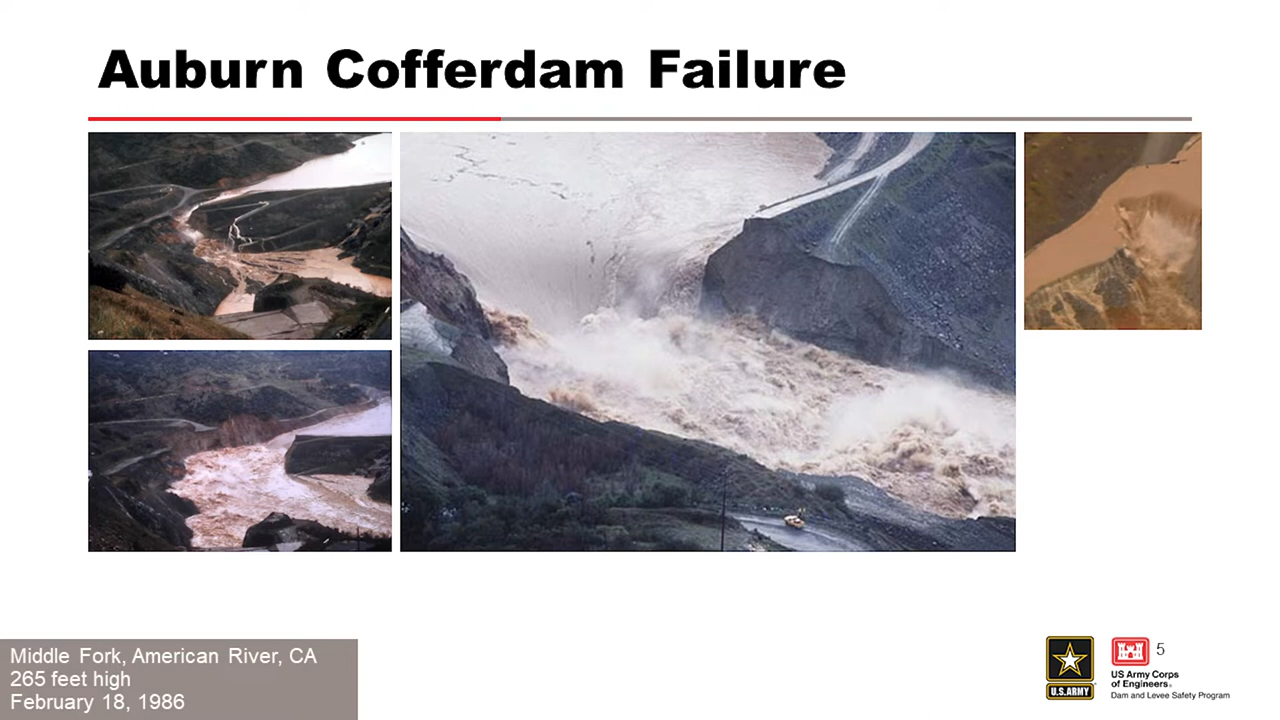 Auburn Cofferdam Failure
Middle Fork, American River, CA
265 feet high
February 18, 1986
U.S.ARMY
5
US Army Corps
of Engineers®
Dam and Levee Safety Program